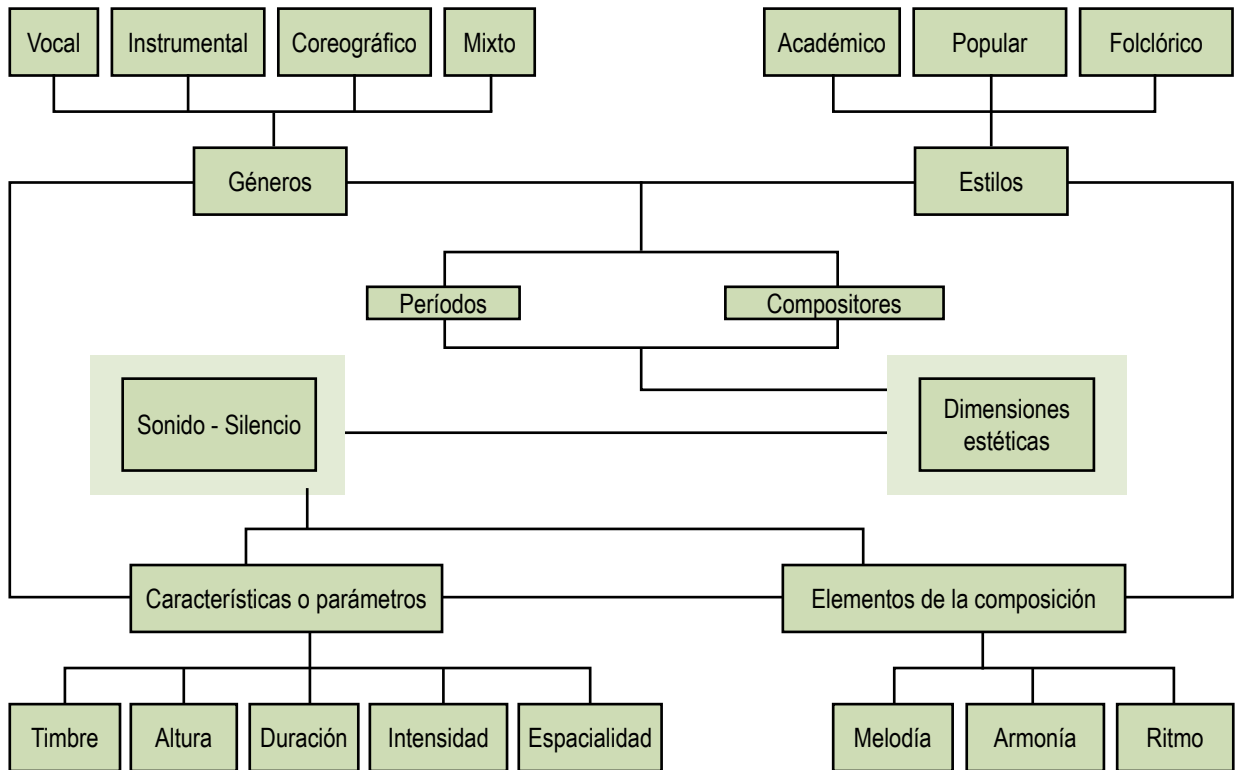 Vocal
Instrumental
Coreográfico
Mixto
Académico
Popular
Folclórico
Géneros
Estilos
Períodos
Compositores
Sonido - Silencio
Dimensiones
estéticas
Características o parámetros
Elementos de la composición
Timbre
Altura
Duración
Intensidad
Espacialidad
Melodía
Armonía
Ritmo